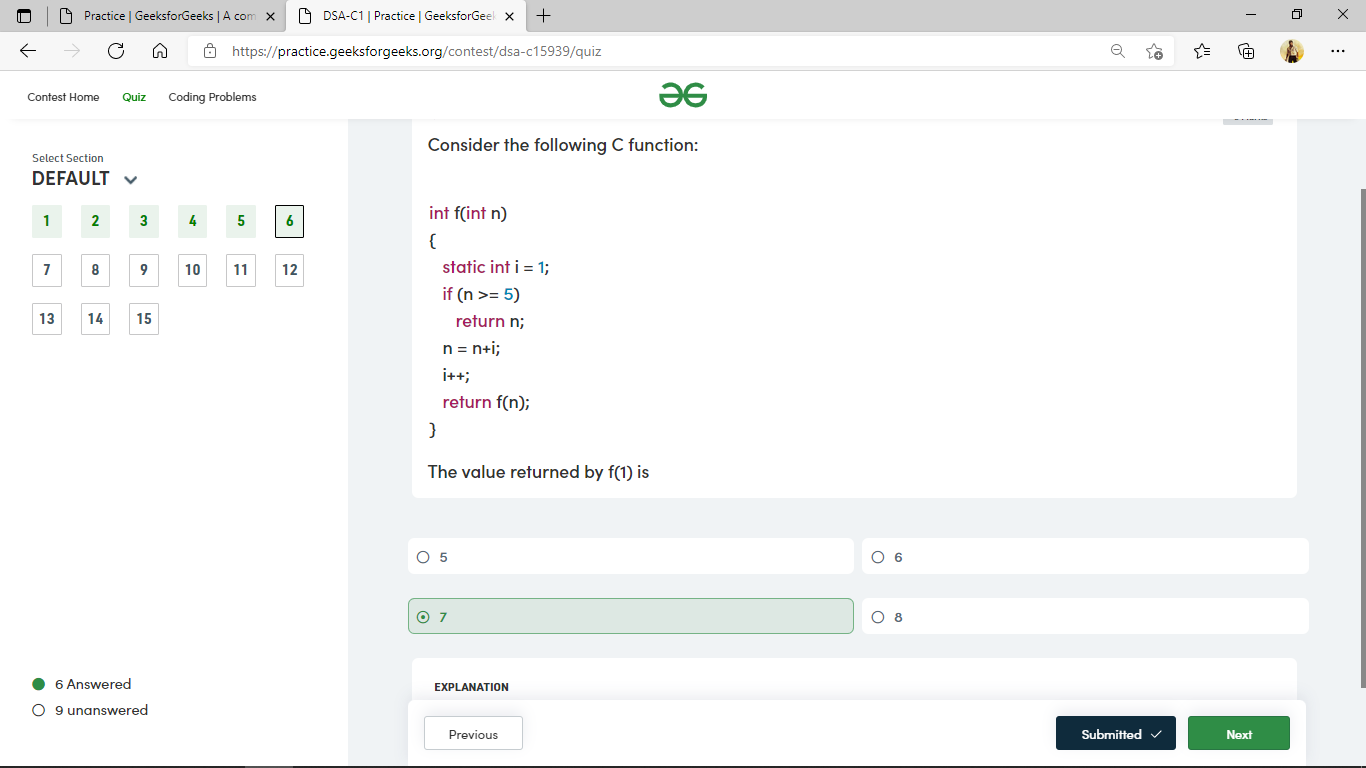 Practice | GeeksforGeeks | A com
DSA-C1 | Practice | GeeksforGeel
https://practice.geeksforgeeks.org/contest/dsa-c15939/quiz
Contest Home Quiz Coding Problems
Select Section
DEFAULT
1 2 3 4 5 6
7 8 9 10 11 12
13 14 15
6 Answered
9 unanswered
Consider the following C function:
int f(int n)
{
static int i = 1;
if (n >= 5)
return n;
n = n+i;
i++;
return f(n);
}
The value returned by f(1) is
5
6
7
8
EXPLANATION
Previous
Submitted
Next